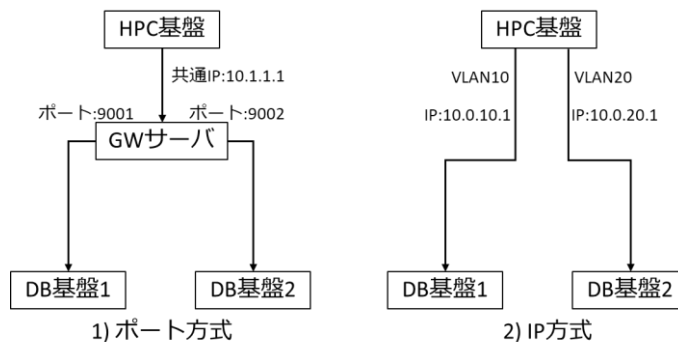 HPC基盤
共通IP:10.1.1.1
ポート:9001
ポート:9002
GWサーバ
DB基盤1
DB基盤2
1) ポート方式
HPC基盤
VLAN10
VLAN20
IP:10.0.10.1
IP:10.0.20.1
DB基盤1
DB基盤2
2) IP方式